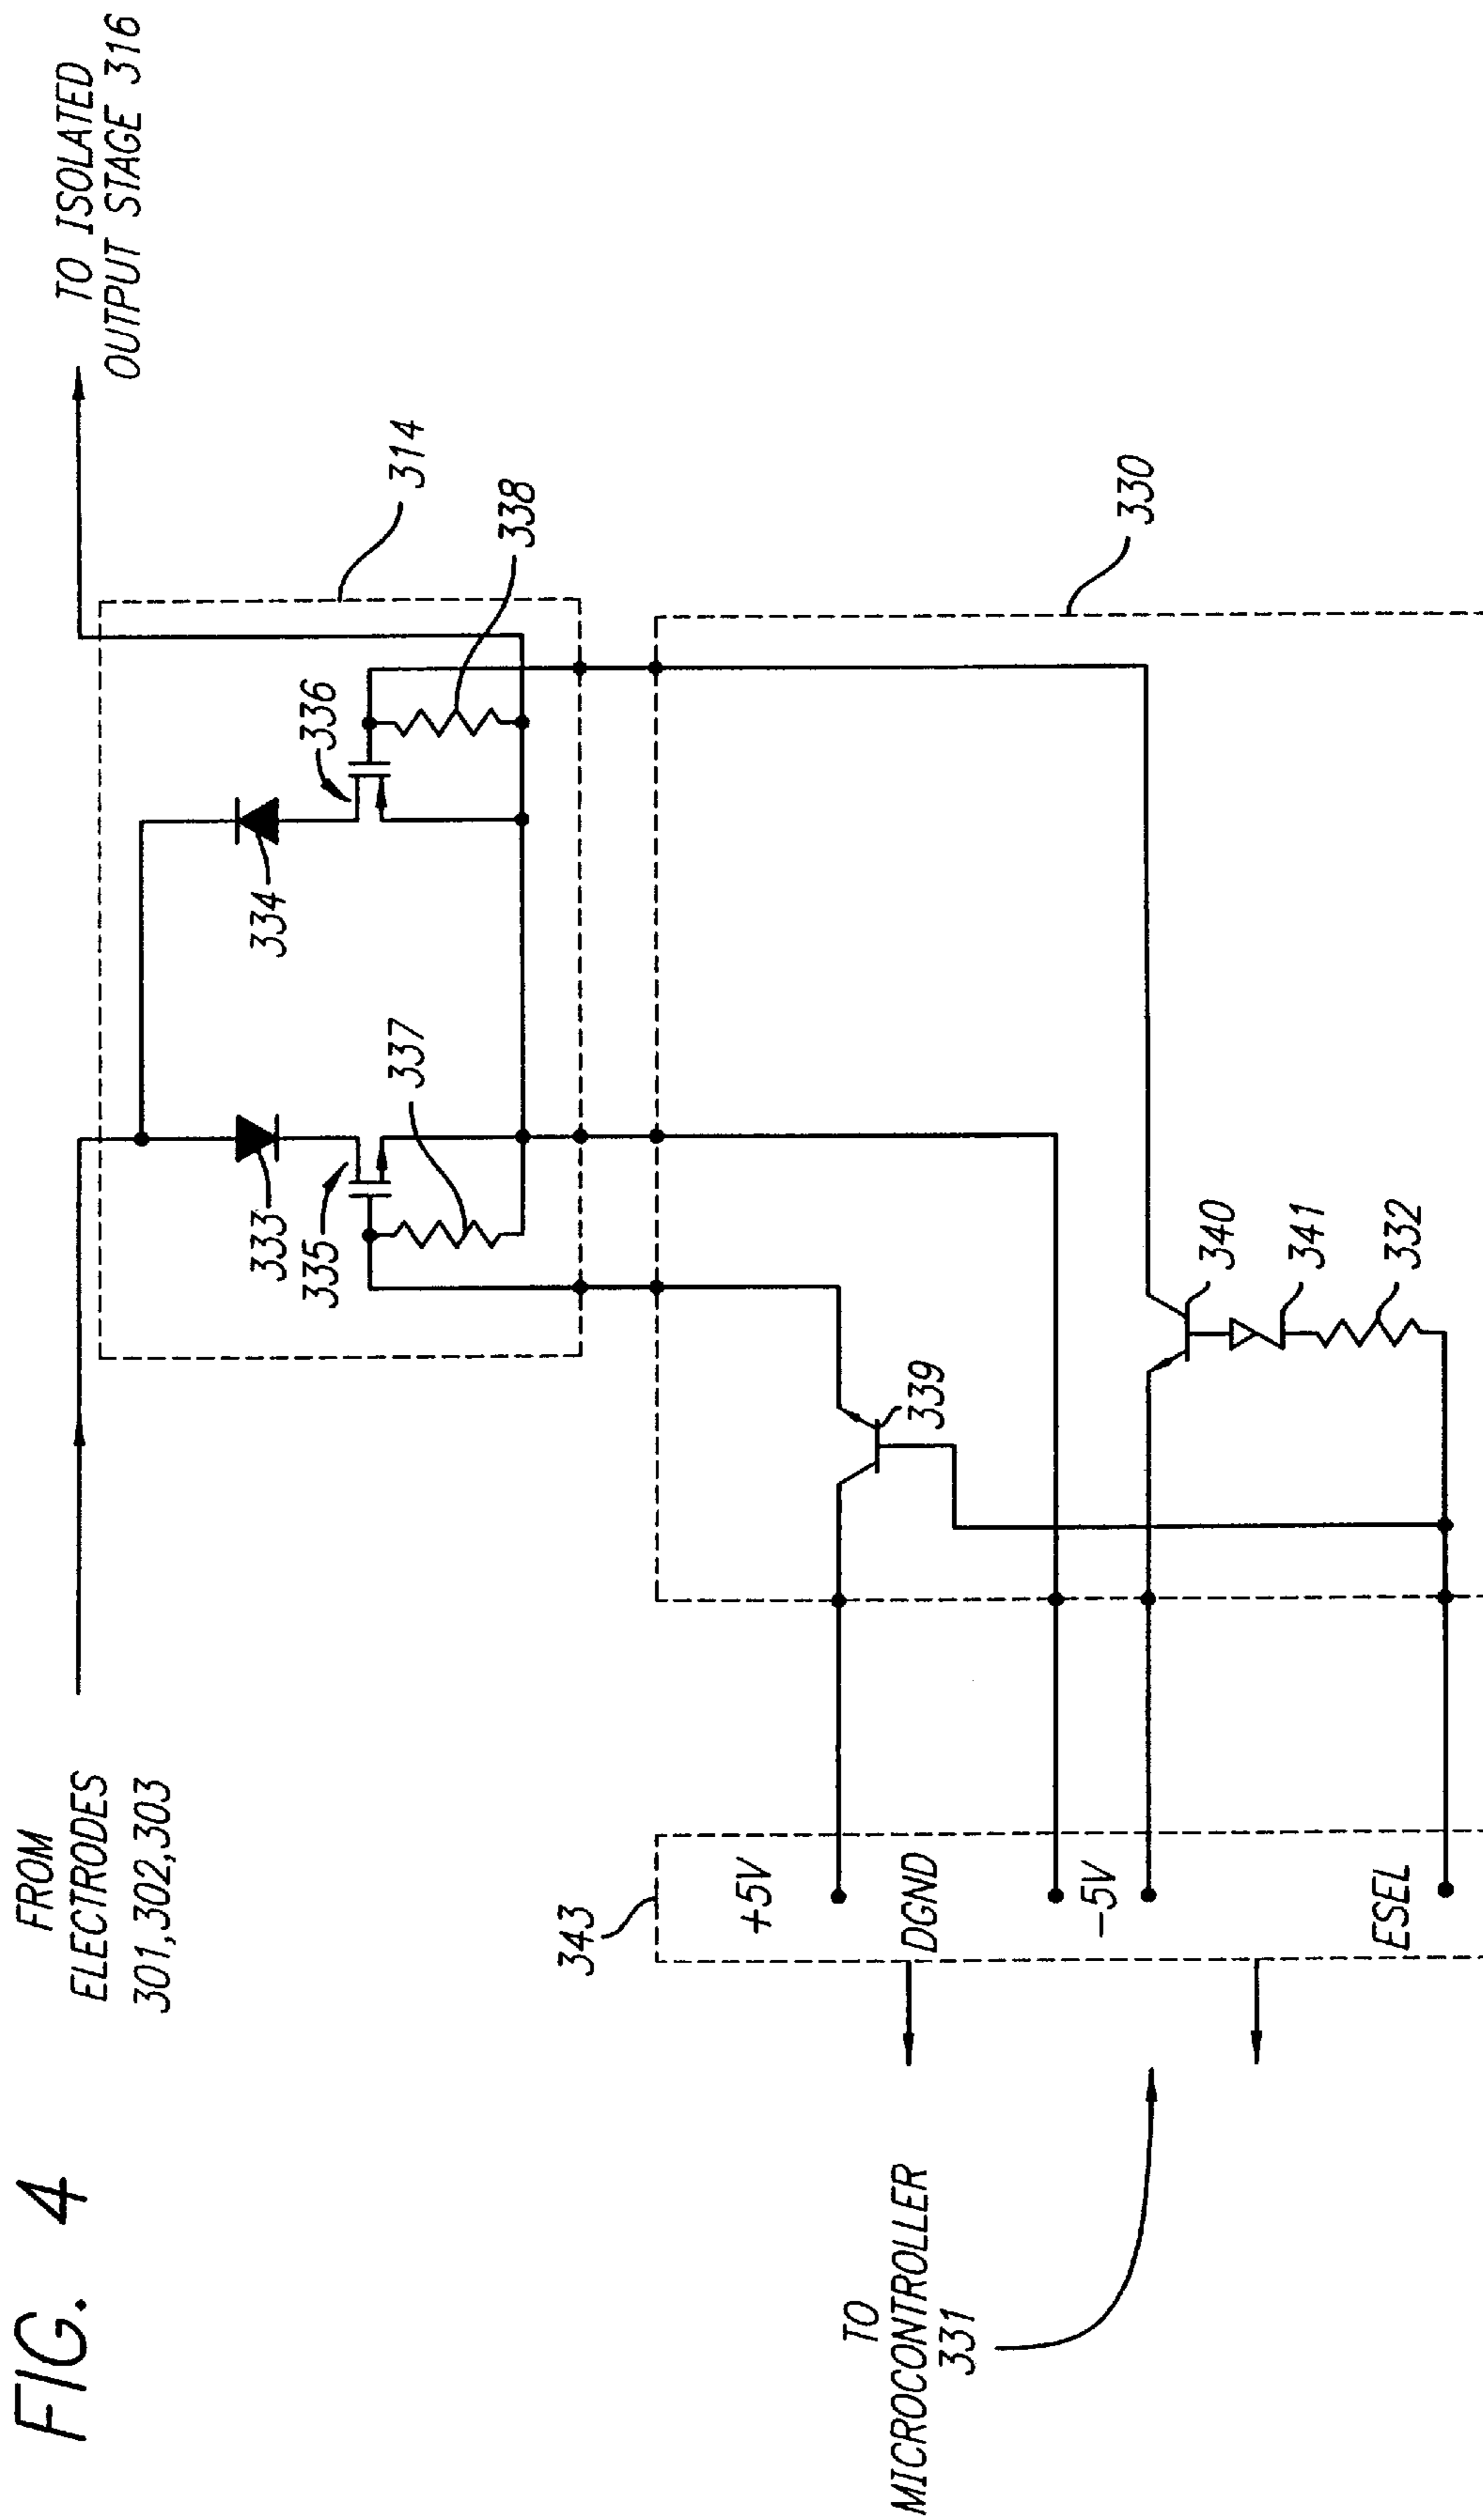 FIG. 4
FROM
ELECTRODES
301,302,303
TO ISOLATED
OUTPUT STAGE 316
314
333
334
335
336
337
338
330
339
340
341
332
343
+5V
DGND
-5V
ESEL
TO
MICROCONTROLLER
331